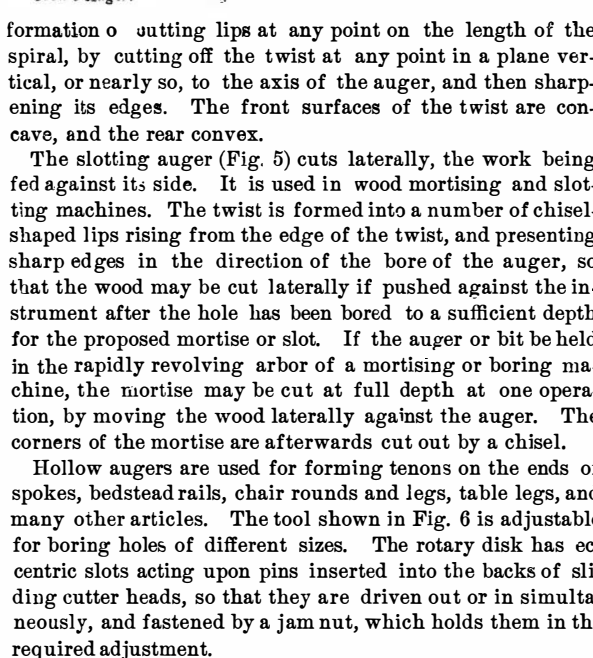 formation o cutting lips at any point on the length of the
spiral, by cutting off the twist at any point in a plane ver-
tical, or nearly so, to the axis of the auger, and then sharp-
ening its edges. The front surfaces of the twist are con-
cave, and the rear convex.
The slotting auger (Fig. 5) cuts laterally, the work being
fed against its side. It is used in wood mortising and slot-
ting machines. The twist is formed into a number of chisel-
shaped lips rising from the edge of the twist, and presenting
sharp edges in the direction of the bore of the auger, so
that the wood may be cut laterally if pushed against the in-
strument after the hole has been bored to a sufficient depth
for the proposed mortise or slot. If the auger or bit be held
in the rapidly revolving arbor of a mortising or boring ma
chine, the mortise may be cut at full depth at one opera
tion, by moving the wood laterally against the auger. The
corners of the mortise are afterwards cut out by a chisel.
Hollow augers are used for forming tenons on the ends of
spokes, bedstead rails, chair rounds and legs, table legs, and
many other articles. The tool shown in Fig. 6 is adjustabl
for boring holes of different sizes. The rotary disk has ec
centric slots acting upon pins inserted into the backs of sli
ding cutter heads, so that they are driven out or in simulta
neously, and fastened by a jam nut, which holds them in th
required adjustment.